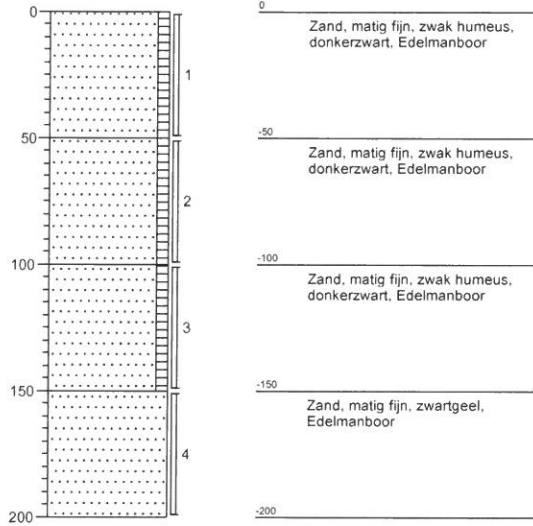 0
50
100
150
200
1
2
3
4
0
Zand, matig fijn, zwak humeus,
donkerzwart, Edelmanboor
-50
Zand, matig fijn, zwak humeus,
donkerzwart, Edelmanboor
-100
Zand, matig fijn, zwak humeus,
donkerzwart, Edelmanboor
-150
Zand, matig fijn, zwartgeel,
Edelmanboor
-200